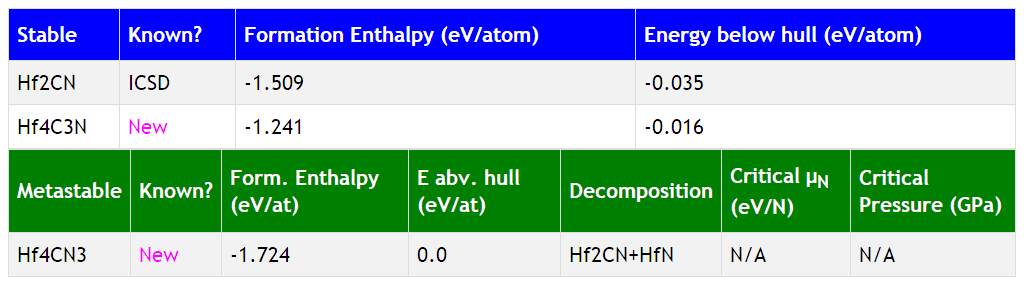 Stable Known? Formation Enthalpy (eV/atom) Energy below hull (eV/atom)
Hf2CN ICSD -1.509 -0.035
Hf4C3N New -1.241 -0.016
Metastable Known? Form. Enthalpy (eV/at) E abv. hull (eV/at) Decomposition Critical μN (eV/N) Critical Pressure (GPa)
Hf4CN3 New -1.724 0.0 Hf2CN+HfN N/A N/A